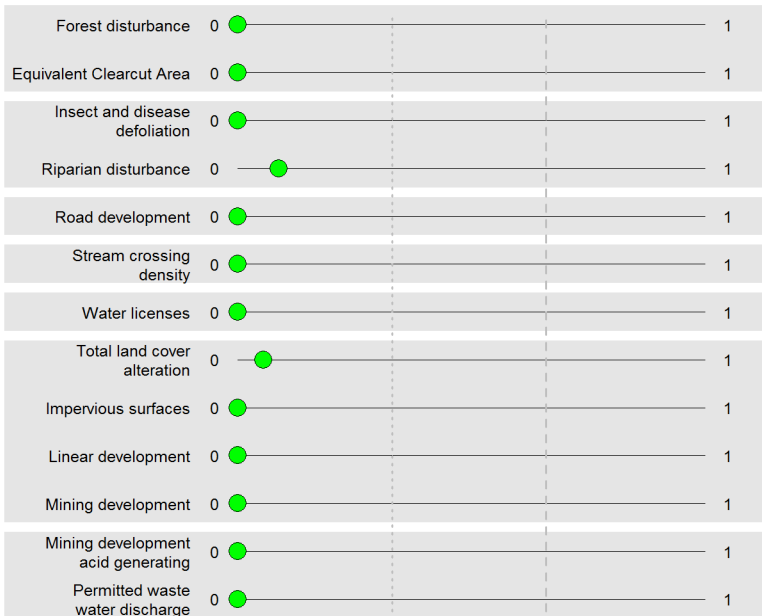 Forest disturbance 0 1
Equivalent Clearcut Area 0 1
Insect and disease
defoliation 0 1
Riparian disturbance 0 1
Road development 0 1
Stream crossing
density 0 1
Water licenses 0 1
Total land cover
alteration 0 1
Impervious surfaces 0 1
Linear development 0 1
Mining development 0 1
Mining development
acid generating 0 1
Permitted waste
water discharge 0 1